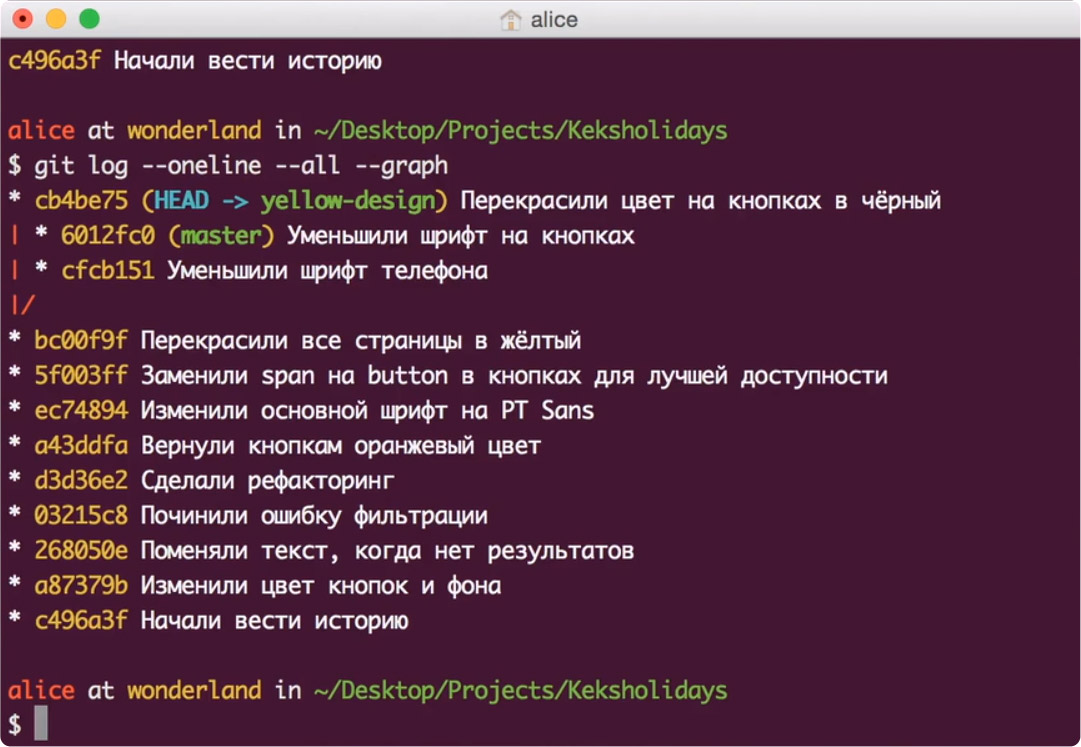 alice
c496a3f Начали вести историю
alice at wonderland in ~/Desktop/Projects/Keksholidays
$ git log --oneline --all --graph
* cb4be75 (HEAD -> yellow-design) Перекрасили цвет на кнопках в чёрный
| * 6012fc0 (master) Уменьшили шрифт на кнопках
| * cfcb151 Уменьшили шрифт телефона
|/
* bc00f9f Перекрасили все страницы в жёлтый
* 5f003ff Заменили span на button в кнопках для лучшей доступности
* ec74894 Изменили основной шрифт на PT Sans
* a43ddfa Вернули кнопкам оранжевый цвет
* d3d36e2 Сделали рефакторинг
* 03215c8 Починили ошибку фильтрации
* 268050e Поменяли текст, когда нет результатов
* a87379b Изменили цвет кнопок и фона
* c496a3f Начали вести историю
alice at wonderland in ~/Desktop/Projects/Keksholidays
$